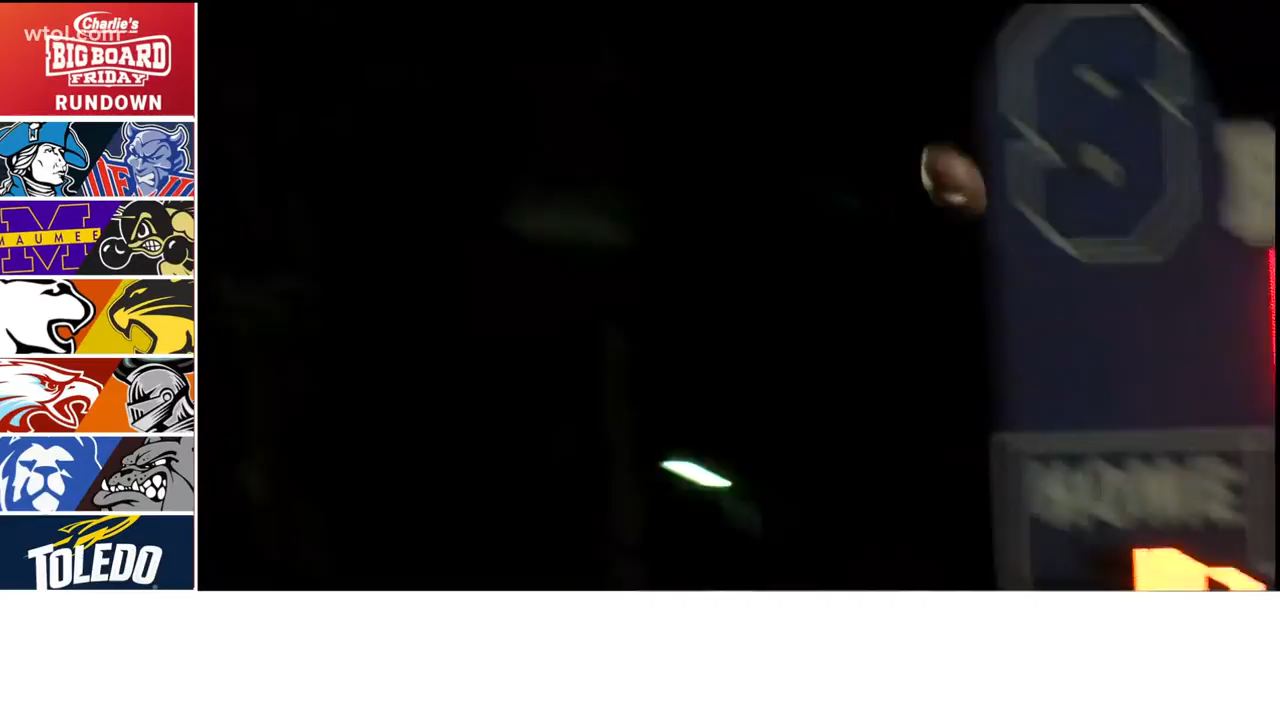 wtol.com
Charlie's
BIG BOARD
FRIDAY
RUNDOWN
W
MAUMEE
TOLEDO
S